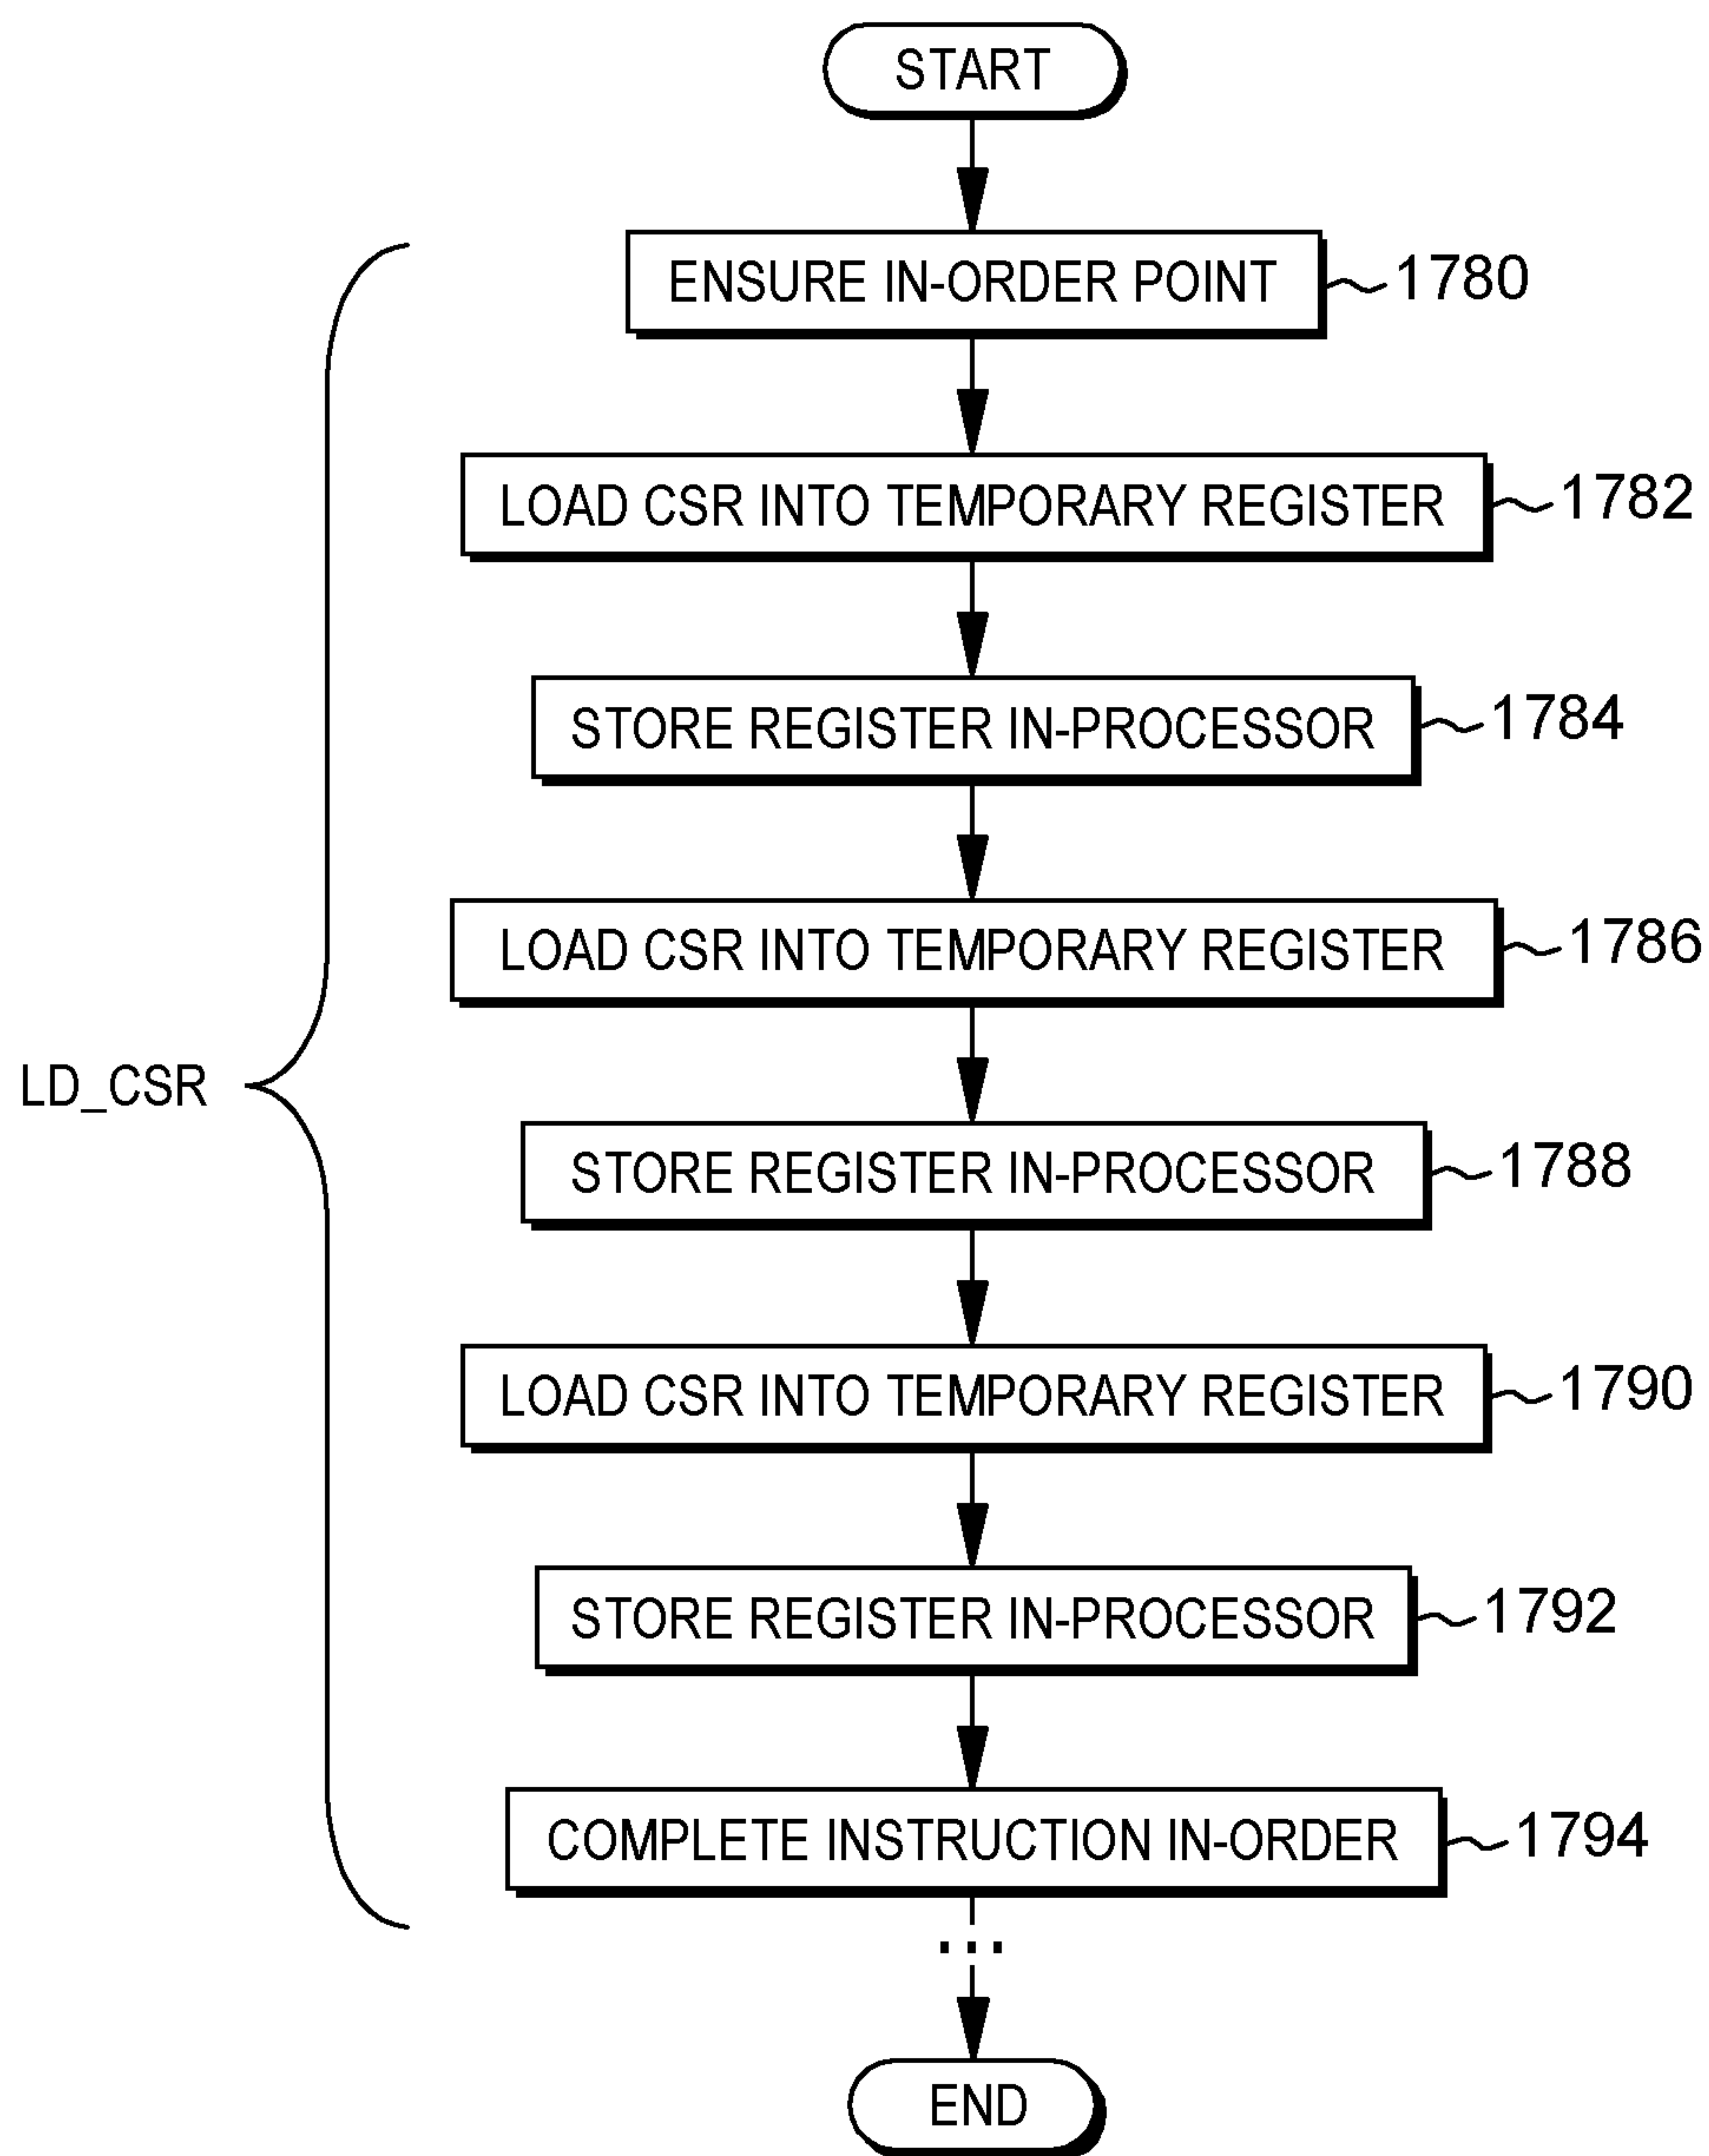 START
ENSURE IN-ORDER POINT 1780
LOAD CSR INTO TEMPORARY REGISTER 1782
STORE REGISTER IN-PROCESSOR 1784
LOAD CSR INTO TEMPORARY REGISTER 1786
LD_CSR
STORE REGISTER IN-PROCESSOR 1788
LOAD CSR INTO TEMPORARY REGISTER 1790
STORE REGISTER IN-PROCESSOR 1792
COMPLETE INSTRUCTION IN-ORDER 1794
...
END